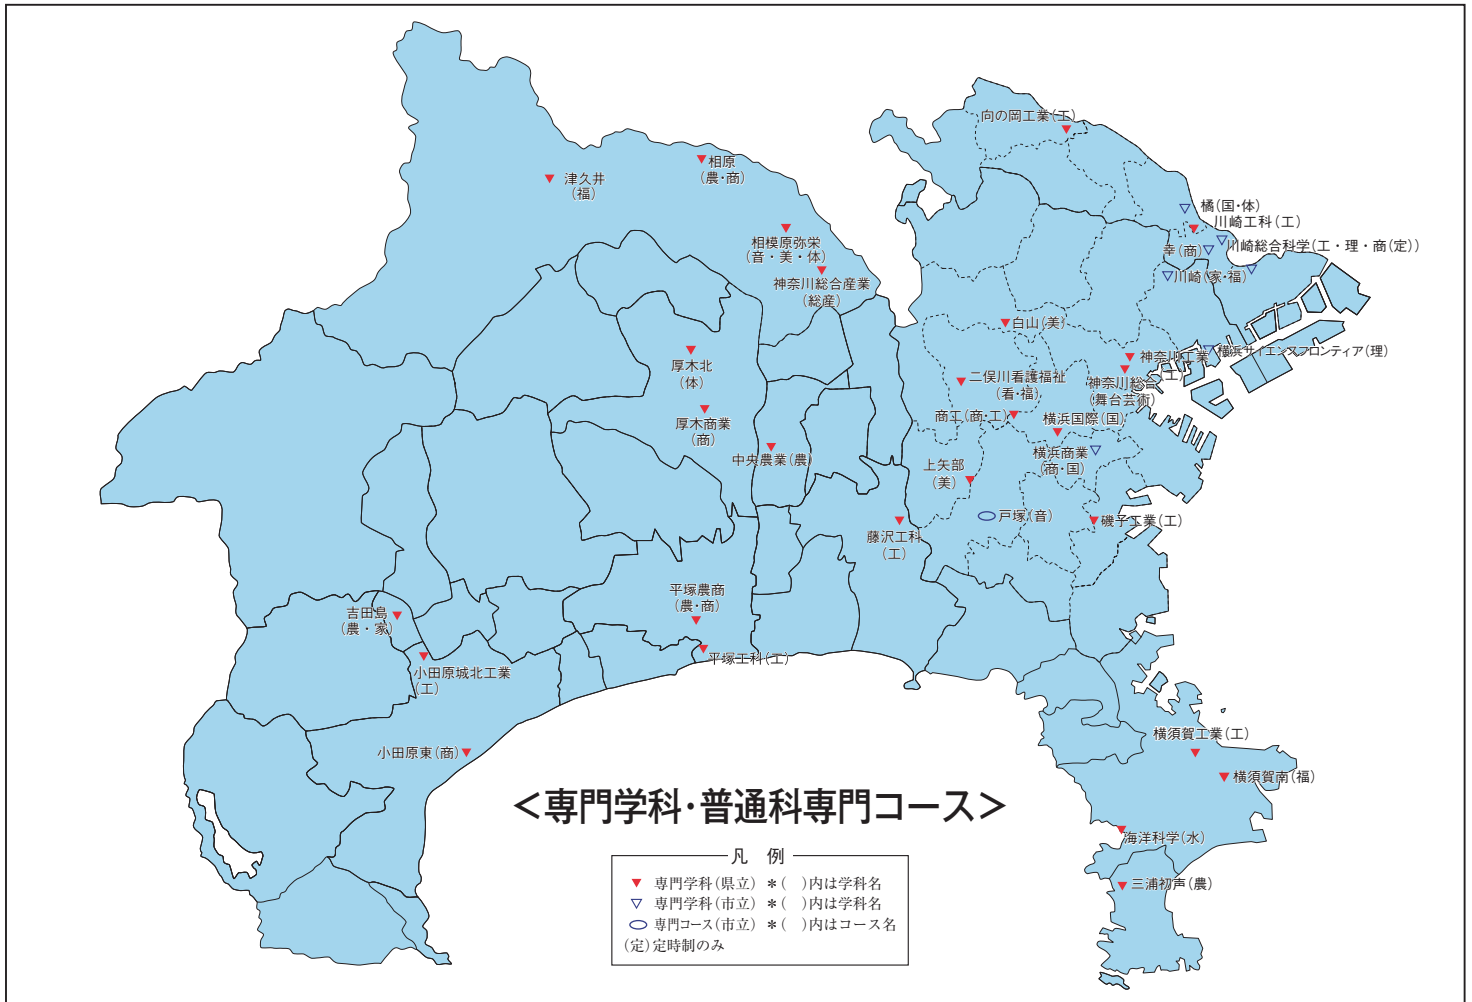 向の岡工業(工)
相原
(農・商)
津久井
(福)
橘(国・体)
川崎工科(工)
相模原弥栄
(音・美・体)
幸(商)
川崎総合科学(工・理・商(定))
神奈川総合産業
(総産)
川崎(家・福)
白山(美)
厚木北
(体)
神奈川工業
(工)
横浜サイエンスフロンティア(理)
二俣川看護福祉
(看・福)
神奈川総合
(舞台芸術)
厚木商業
(商)
商工(商・工)
横浜国際(国)
中央農業(農)
横浜商業
(商・国)
上矢部
(美)
戸塚(音)
磯子工業(工)
藤沢工科
(工)
平塚農商
(農・商)
吉田島
(農・家)
平塚工科(工)
小田原城北工業
(工)
小田原東(商)
横須賀工業(工)
横須賀南(福)
海洋科学(水)
三浦初声(農)
＜専門学科・普通科専門コース＞
凡 例
専門学科(県立) ＊( )内は学科名
専門学科(市立) ＊( )内は学科名
専門コース(市立) ＊( )内はコース名
(定)定時制のみ